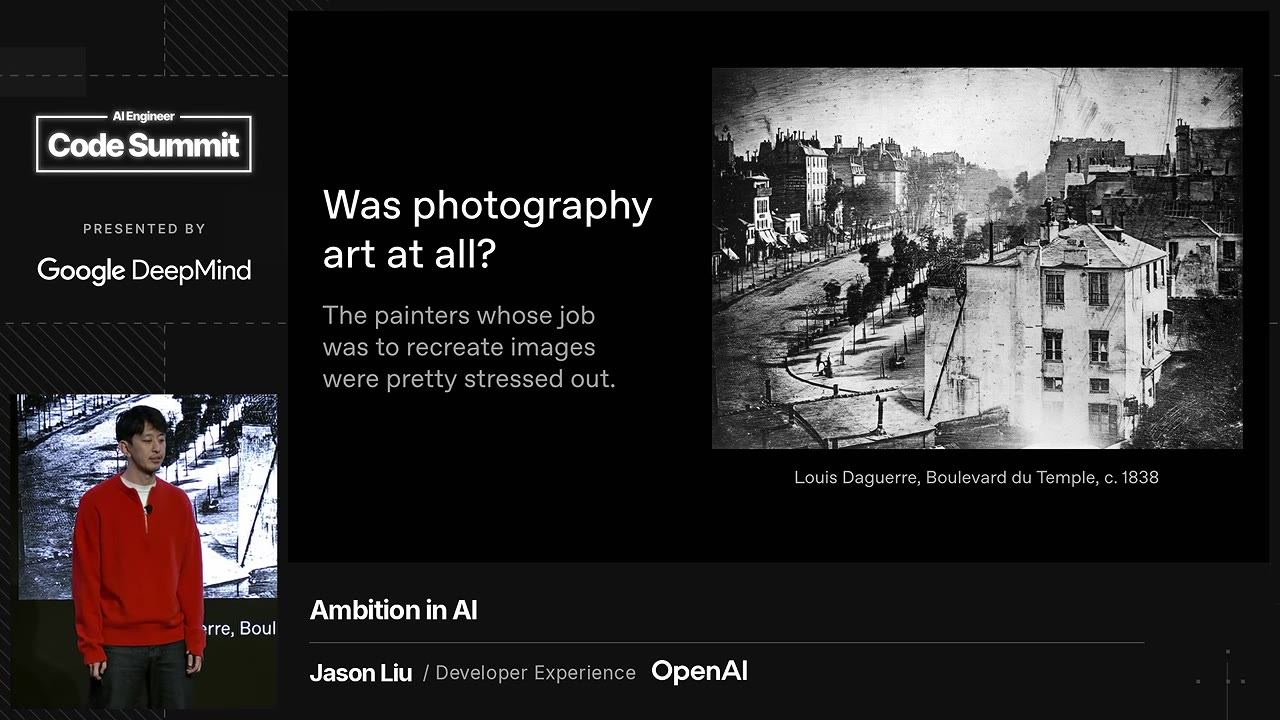 AI Engineer
Code Summit
PRESENTED BY
Google DeepMind
Was photography
art at all?
The painters whose job
was to recreate images
were pretty stressed out.
Louis Daguerre, Boulevard du Temple, c. 1838
erre, Boul
Ambition in AI
Jason Liu / Developer Experience OpenAI